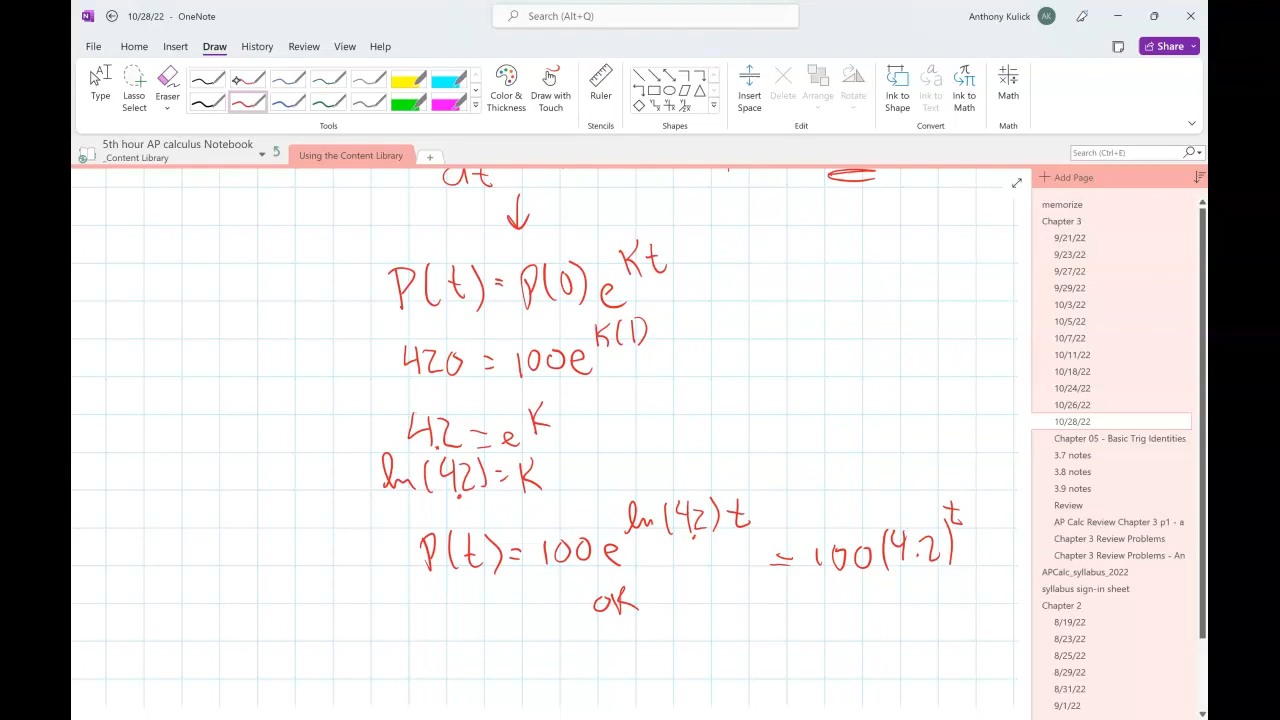 10/28/22 - OneNote
Search (Alt+Q)
Anthony Kulick
AK
File Home Insert Draw History Review View Help
Share
Type
Lasso Select
Eraser
Color & Thickness
Draw with Touch
Ruler
Insert Space
Delete
Arrange
Rotate
Ink to Shape
Ink to Text
Ink to Math
Math
Tools
Stencils
Shapes
Edit
Convert
Math
5th hour AP calculus Notebook
_Content Library
Using the Content Library
Search (Ctrl+E)
Add Page
dt
P(t) = P(0) e^{Kt}
420 = 100e^{K(1)}
4.2 = e^{K}
ln(4.2) = K
P(t) = 100e^{ln(4.2)t} = 100(4.2)^{t}
OK
memorize
Chapter 3
9/21/22
9/23/22
9/27/22
9/29/22
10/3/22
10/5/22
10/7/22
10/11/22
10/18/22
10/24/22
10/26/22
10/28/22
Chapter 05 - Basic Trig Identities
3.7 notes
3.8 notes
3.9 notes
Review
AP Calc Review Chapter 3 p1 - a
Chapter 3 Review Problems
Chapter 3 Review Problems - An
APCalc_syllabus_2022
syllabus sign-in sheet
Chapter 2
8/19/22
8/23/22
8/25/22
8/29/22
8/31/22
9/1/22